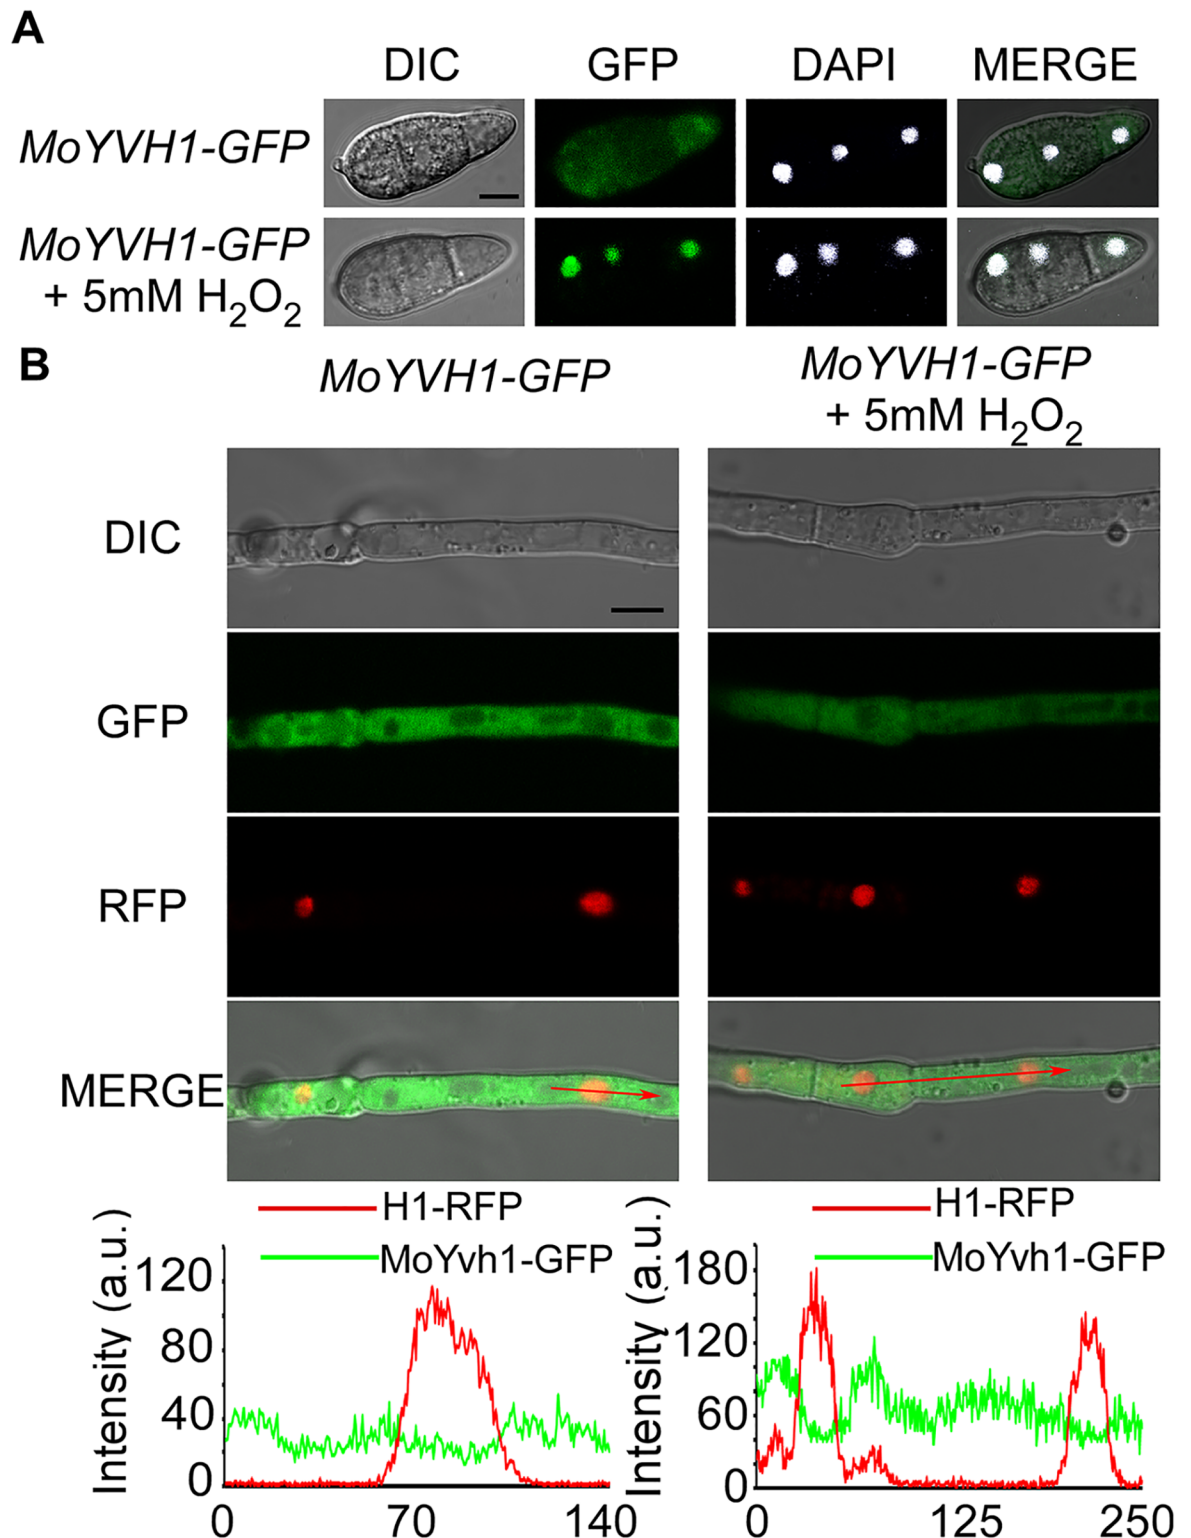 A
DIC GFP DAPI MERGE
MoYVH1-GFP
MoYVH1-GFP
+ 5mM H2O2
B
MoYVH1-GFP
MoYVH1-GFP
+ 5mM H2O2
DIC
GFP
RFP
MERGE
H1-RFP
MoYvh1-GFP
Intensity (a.u.)
120
80
40
0
0 70 140
H1-RFP
MoYvh1-GFP
Intensity (a.u.)
180
120
60
0
0 125 250